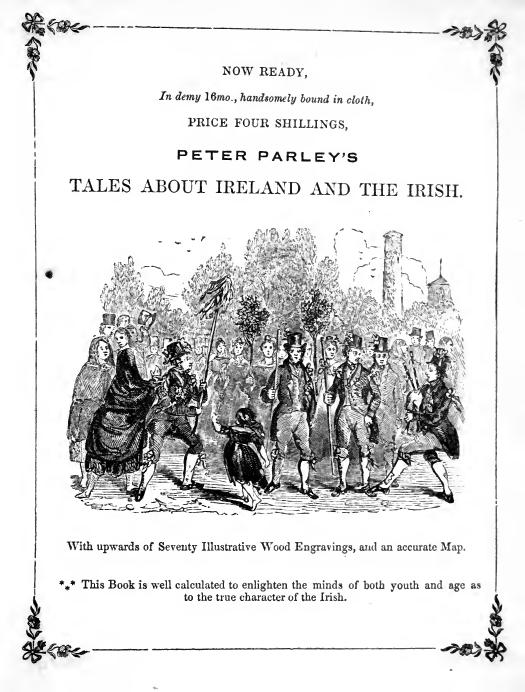 NOW READY,
In demy 16mo., handsomely bound in cloth,
PRICE FOUR SHILLINGS,
PETER PARLEY'S
TALES ABOUT IRELAND AND THE IRISH.
With upwards of Seventy Illustrative Wood Engravings, and an accurate Map.
*⁎* This Book is well calculated to enlighten the minds of both youth and age as
to the true character of the Irish.